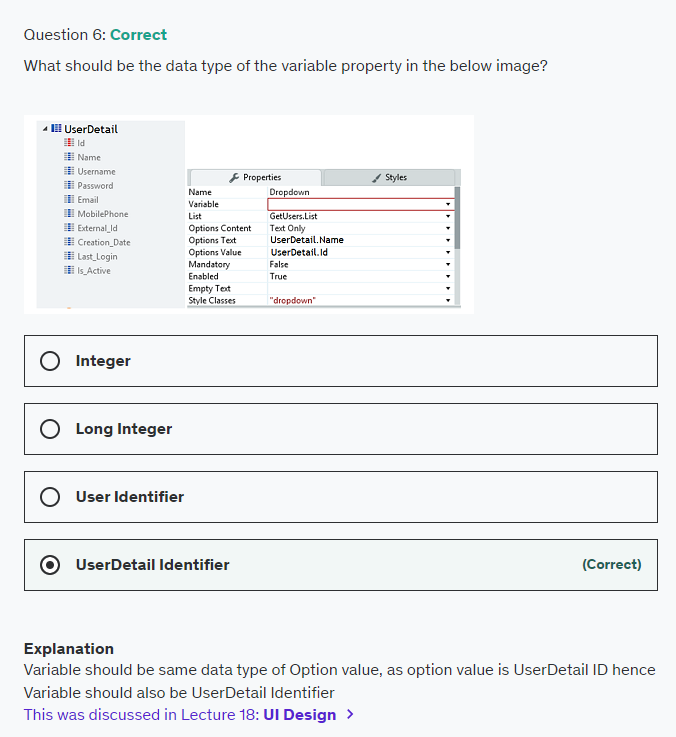 Question 6: Correct
What should be the data type of the variable property in the below image?
UserDetail
Id
Name
Username
Password
Email
MobilePhone
External_Id
Creation_Date
Last_Login
Is_Active
Properties
Styles
Name Dropdown
Variable
List GetUsers.List
Options Content Text Only
Options Text UserDetail.Name
Options Value UserDetail.Id
Mandatory False
Enabled True
Empty Text
Style Classes "dropdown"
Integer
Long Integer
User Identifier
UserDetail Identifier (Correct)
Explanation
Variable should be same data type of Option value, as option value is UserDetail ID hence
Variable should also be UserDetail Identifier
This was discussed in Lecture 18: UI Design >